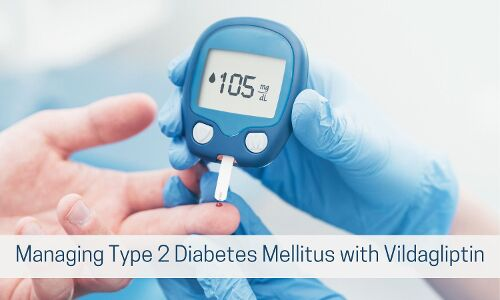 105
mg
dL
Managing Type 2 Diabetes Mellitus with Vildagliptin